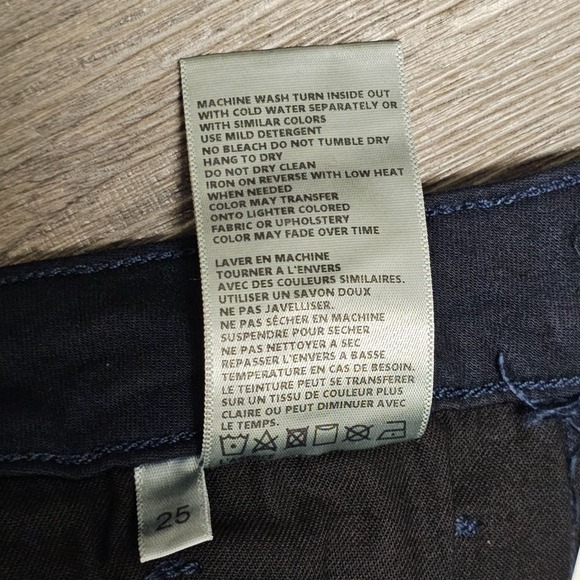 MACHINE WASH TURN INSIDE OUT
WITH COLD WATER SEPARATELY OR
WITH SIMILAR COLORS
USE MILD DETERGENT
NO BLEACH DO NOT TUMBLE DRY
HANG TO DRY
DO NOT DRY CLEAN
IRON ON REVERSE WITH LOW HEAT
WHEN NEEDED
COLOR MAY TRANSFER
ONTO LIGHTER COLORED
FABRIC OR UPHOLSTERY
COLOR MAY FADE OVER TIME
LAVER EN MACHINE
TOURNER A L'ENVERS
AVEC DES COULEURS SIMILAIRES.
UTILISER UN SAVON DOUX
NE PAS JAVELLISER.
NE PAS SÉCHER EN MACHINE
SUSPENDRE POUR SECHER
NE PAS NETTOYER A SEC
REPASSER L'ENVERS A BASSE
TEMPERATURE EN CAS DE BESOIN.
LE TEINTURE PEUT SE TRANSFERER
SUR UN TISSU DE COULEUR PLUS
CLAIRE OU PEUT DIMINUER AVEC
LE TEMPS.
25